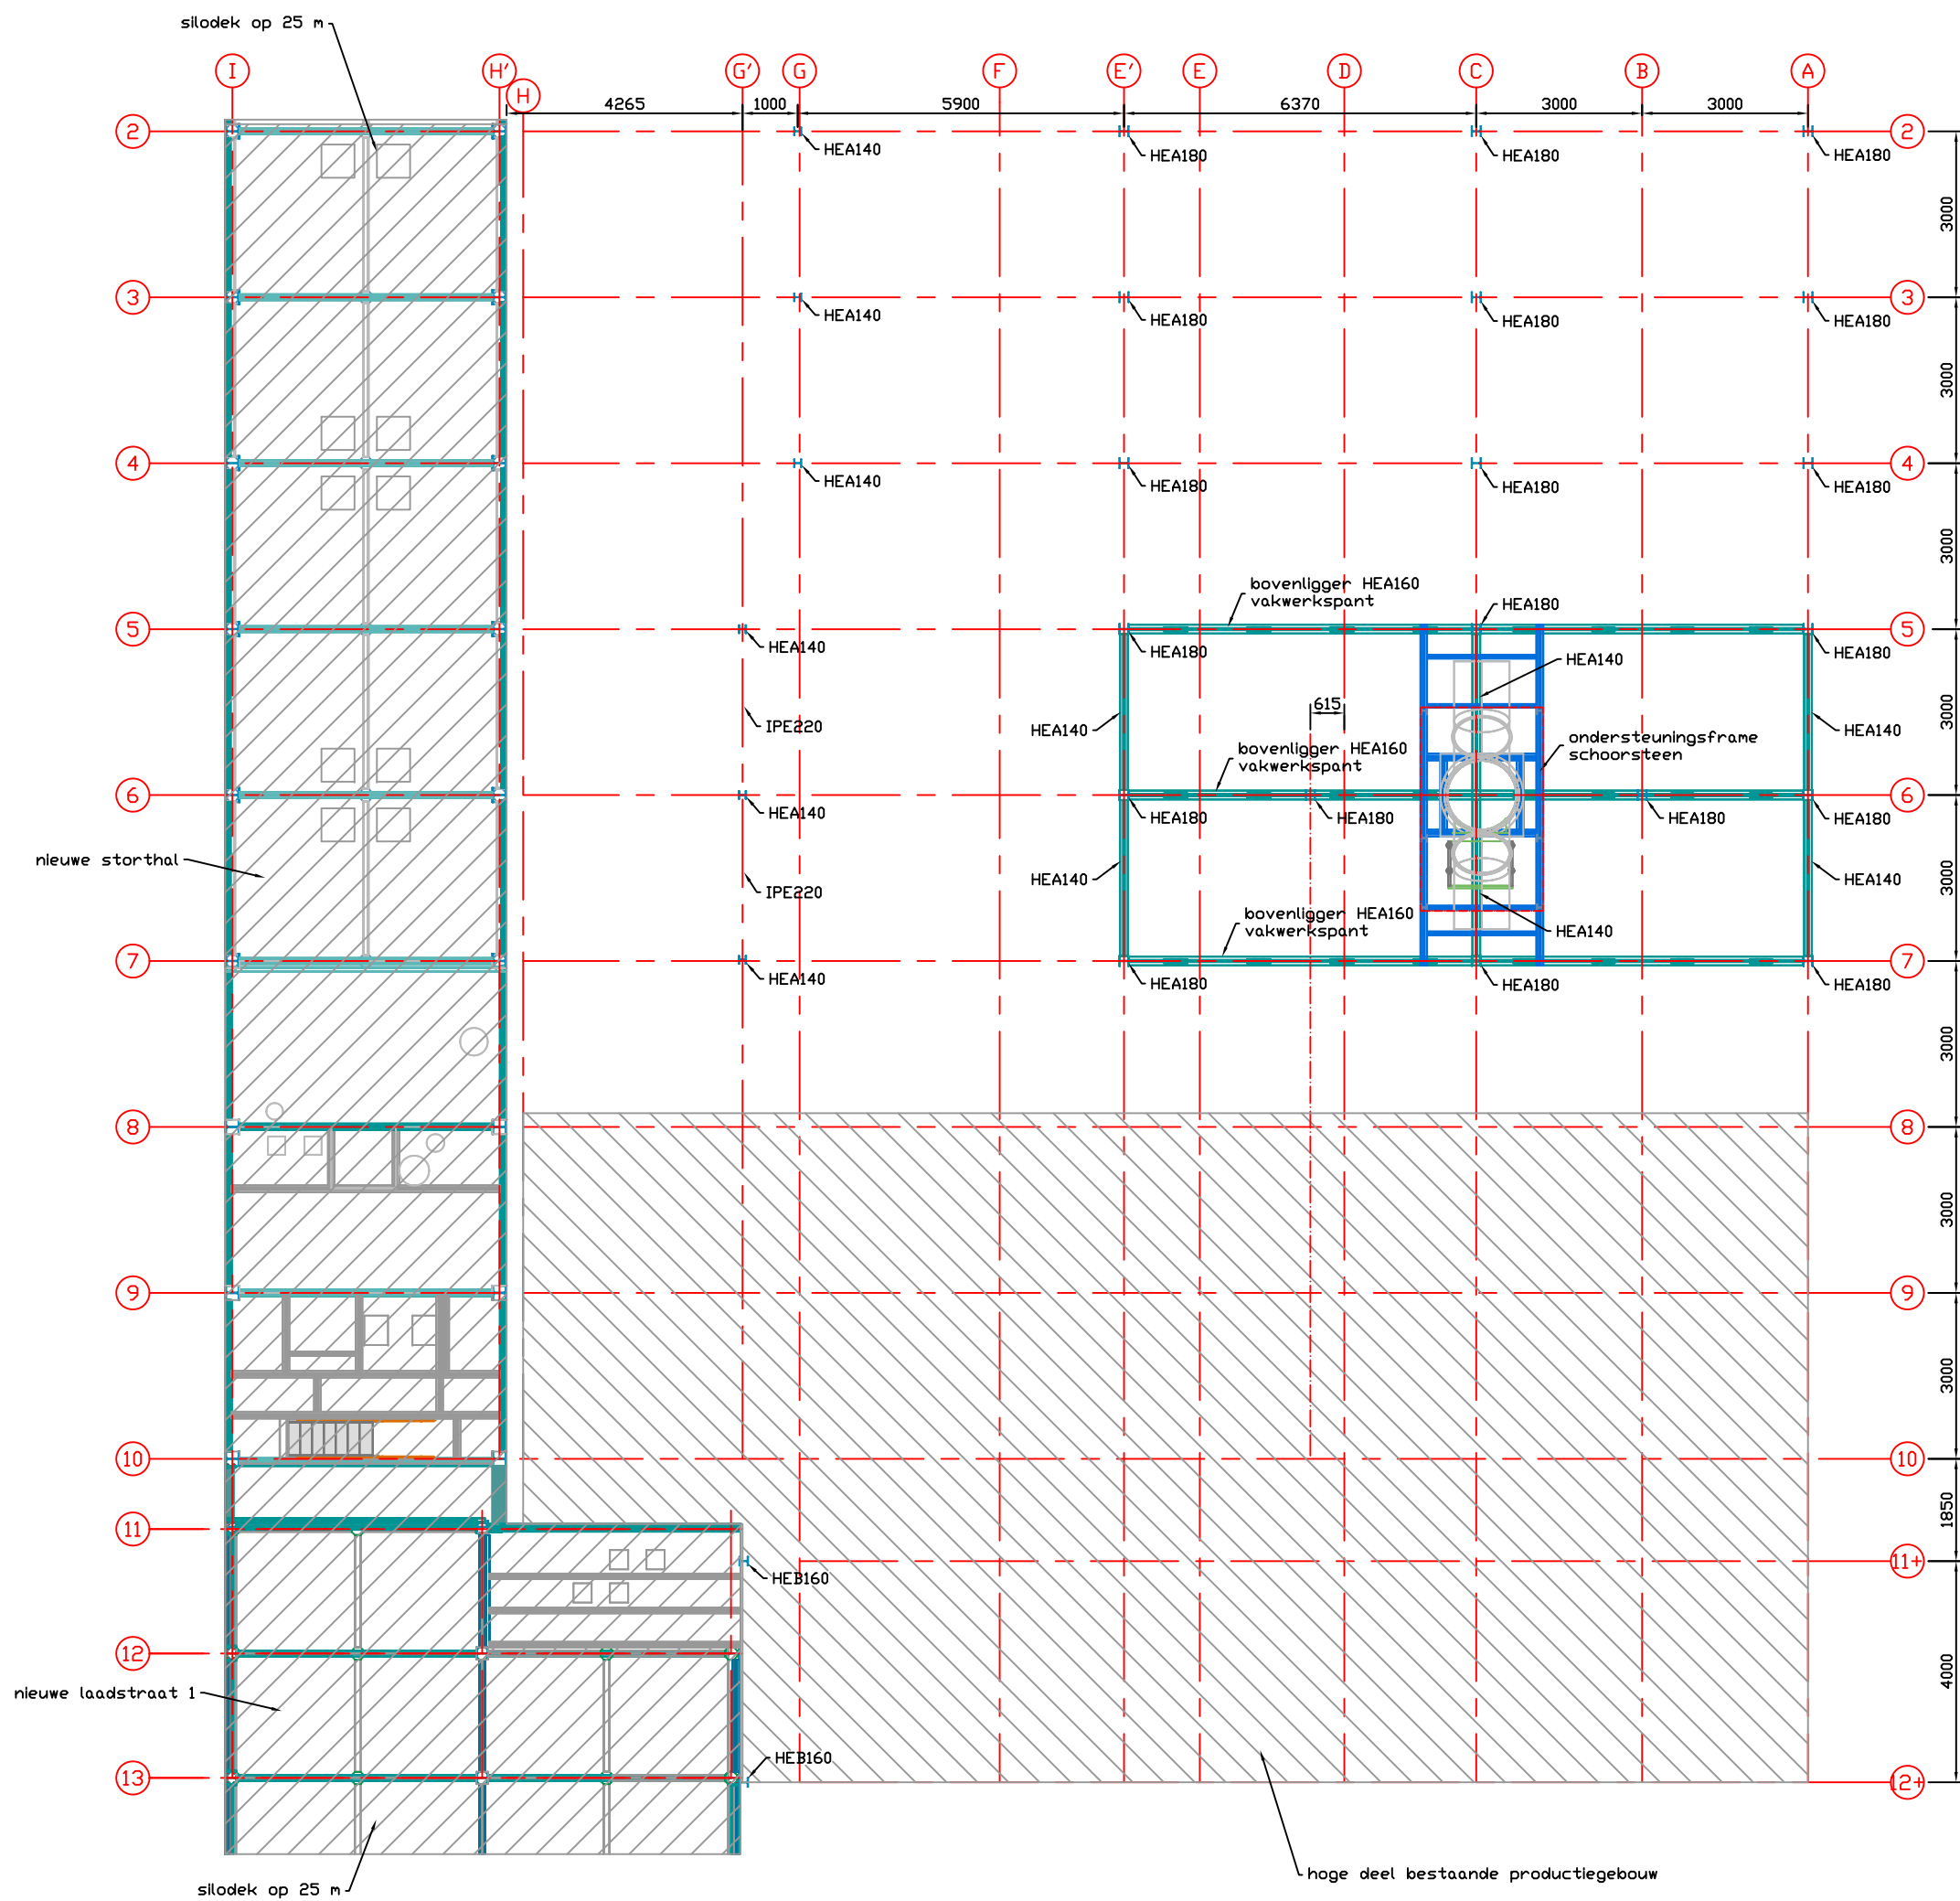 silodek op 25 m
I
H'
H
G'
G
F
E'
E
D
C
B
A
4265
1000
5900
6370
3000
3000
2
HEA140
HEA180
HEA180
HEA180
2
3000
3
HEA140
HEA180
HEA180
HEA180
3
3000
4
HEA140
HEA180
HEA180
HEA180
4
3000
bovenligger HEA160
vakwerkspant
HEA180
5
HEA140
HEA180
HEA180
5
HEA140
3000
615
IPE220
HEA140
HEA140
ondersteuningsframe
schoorsteen
bovenligger HEA160
vakwerkspant
6
HEA140
HEA180
HEA180
HEA180
HEA180
6
nieuwe storthal
3000
IPE220
HEA140
HEA140
bovenligger HEA160
vakwerkspant
HEA140
7
HEA140
HEA180
HEA180
HEA180
7
3000
8
8
3000
9
9
3000
10
10
1850
11
11+
HEB160
12
4000
nieuwe laadstraat 1
HEB160
13
12+
hoge deel bestaande productiegebouw
silodek op 25 m